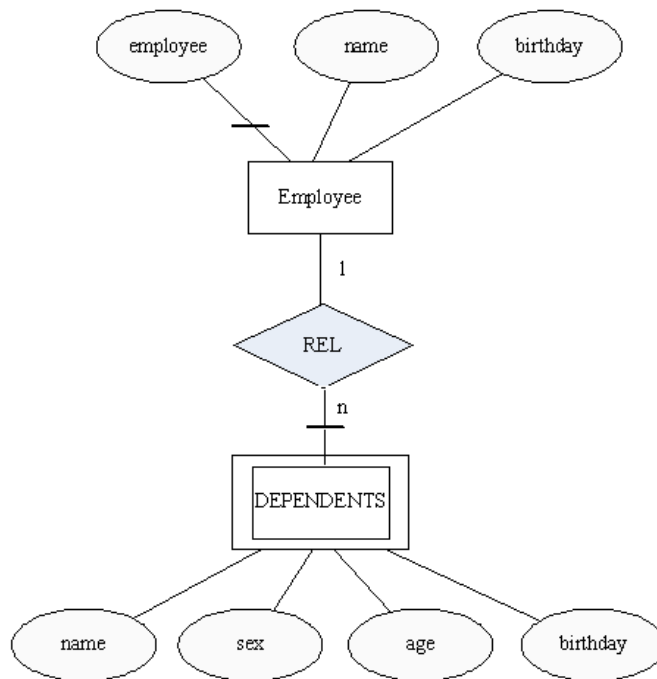 employee
name
birthday
Employee
1
REL
n
DEPENDENTS
name
sex
age
birthday